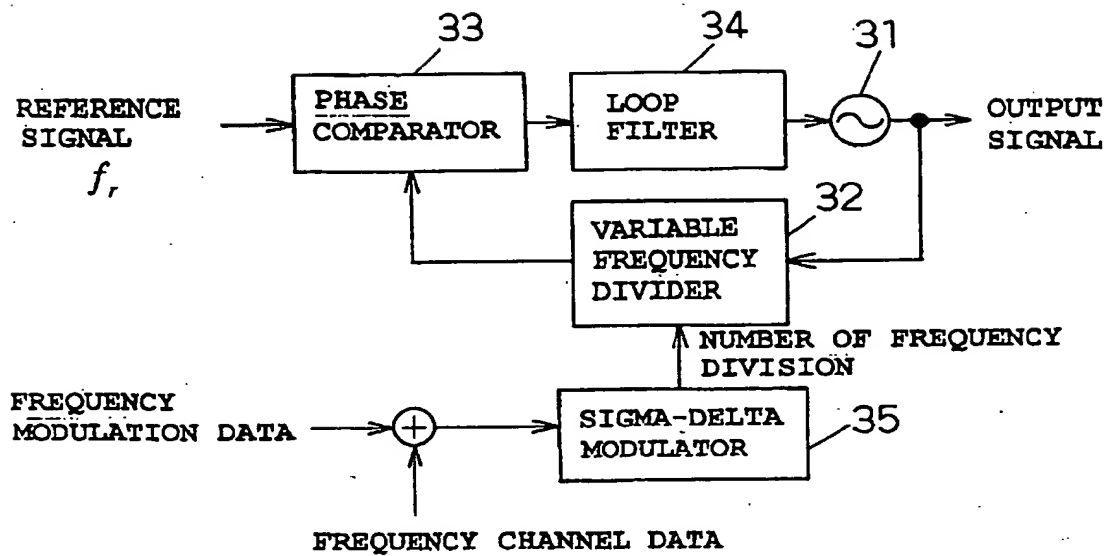 33
34
31
REFERENCE
SIGNAL
f_r
PHASE
COMPARATOR
LOOP
FILTER
OUTPUT
SIGNAL
32
VARIABLE
FREQUENCY
DIVIDER
NUMBER OF FREQUENCY
DIVISION
FREQUENCY
MODULATION DATA
SIGMA-DELTA
MODULATOR
35
FREQUENCY CHANNEL DATA